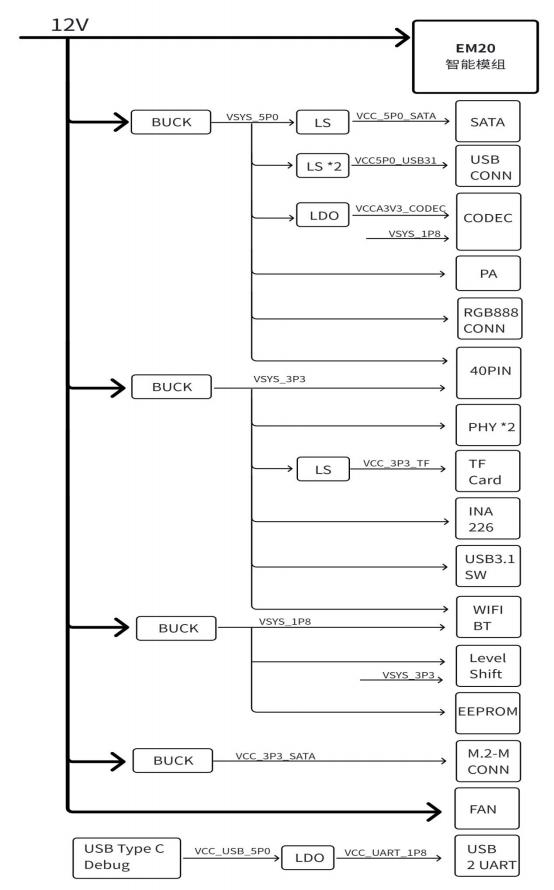 12V
EM20
智能模组
BUCK
VSYS_5P0
LS
VCC_5P0_SATA
SATA
LS *2
VCC5P0_USB31
USB
CONN
LDO
VCCA3V3_CODEC
VSYS_1P8
CODEC
PA
RGB888
CONN
40PIN
BUCK
VSYS_3P3
PHY *2
LS
VCC_3P3_TF
TF
Card
INA
226
USB3.1
SW
WIFI
BT
BUCK
VSYS_1P8
Level
Shift
VSYS_3P3
EEPROM
BUCK
VCC_3P3_SATA
M.2-M
CONN
FAN
USB Type C
Debug
VCC_USB_5P0
LDO
VCC_UART_1P8
USB
2 UART